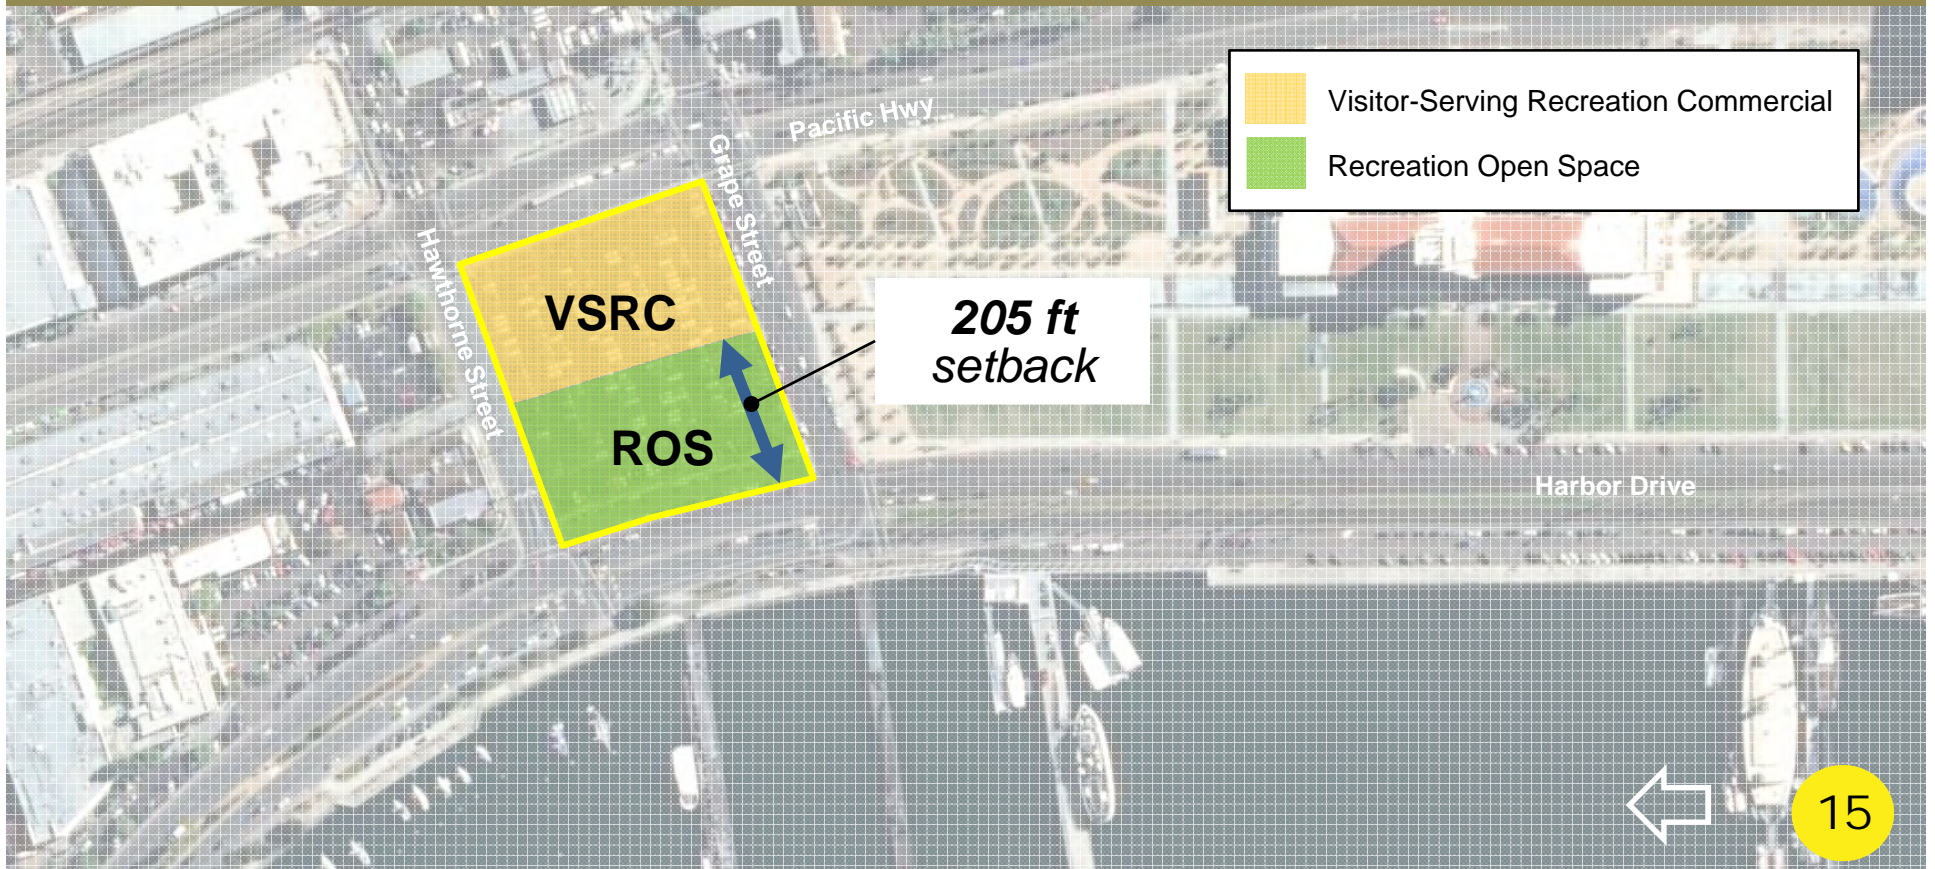 Visitor-Serving Recreation Commercial
Recreation Open Space
Pacific Hwy
Grape Street
Hawthorne Street
VSRC
205 ft
setback
ROS
Harbor Drive
15